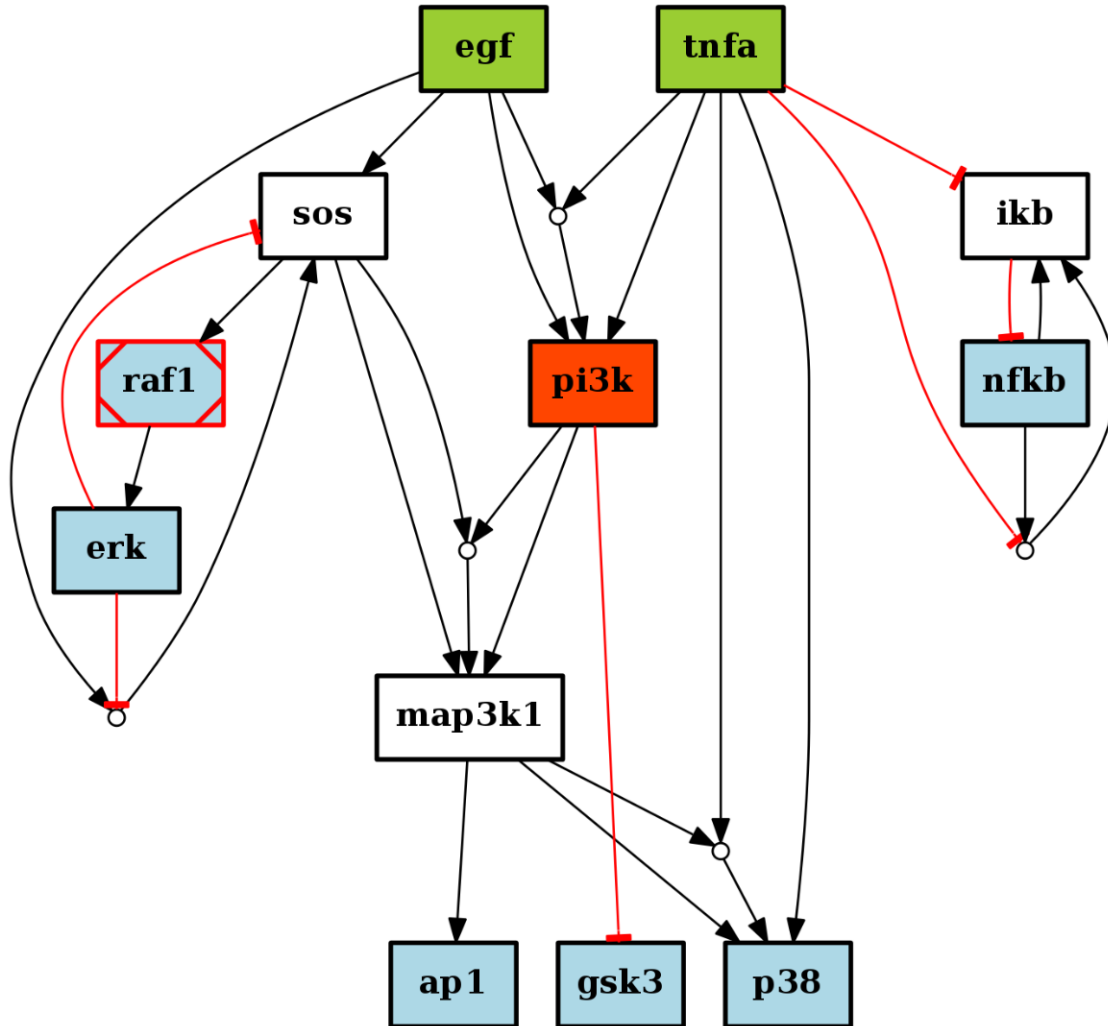 egf
tnfa
sos
ikb
raf1
pi3k
nfkb
erk
map3k1
ap1
gsk3
p38